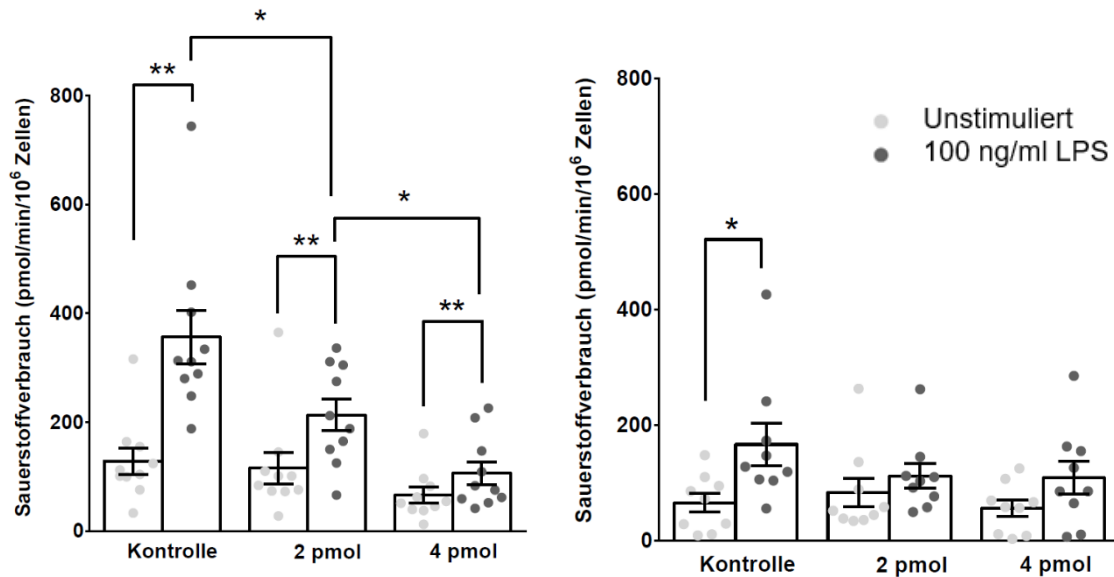 *
**
Sauerstoffverbrauch (pmol/min/10⁶ Zellen)
800
600
400
200
0
**
*
**
Kontrolle 2 pmol 4 pmol
Sauerstoffverbrauch (pmol/min/10⁶ Zellen)
800
600
400
200
0
Unstimuliert
100 ng/ml LPS
*
Kontrolle 2 pmol 4 pmol